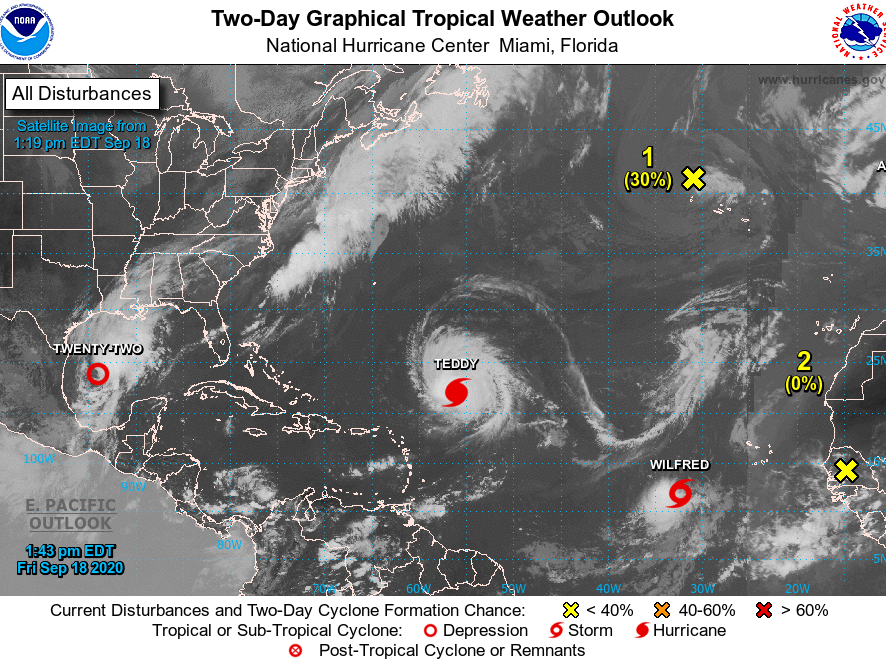 Two-Day Graphical Tropical Weather Outlook
National Hurricane Center Miami, Florida
NOAA
www.hurricanes.gov
All Disturbances
Satellite Image from
1:19 pm EDT Sep 18
45N
1
(30%)
A
35N
TWENTY-TWO
TEDDY
25N
2
(0%)
100W
WILFRED
90W
E. PACIFIC
OUTLOOK
80W
1:43 pm EDT
Fri Sep 18 2020
5N
70W
60W
50W
40W
30W
20W
Current Disturbances and Two-Day Cyclone Formation Chance: < 40% 40-60% > 60%
Tropical or Sub-Tropical Cyclone: Depression Storm Hurricane
Post-Tropical Cyclone or Remnants